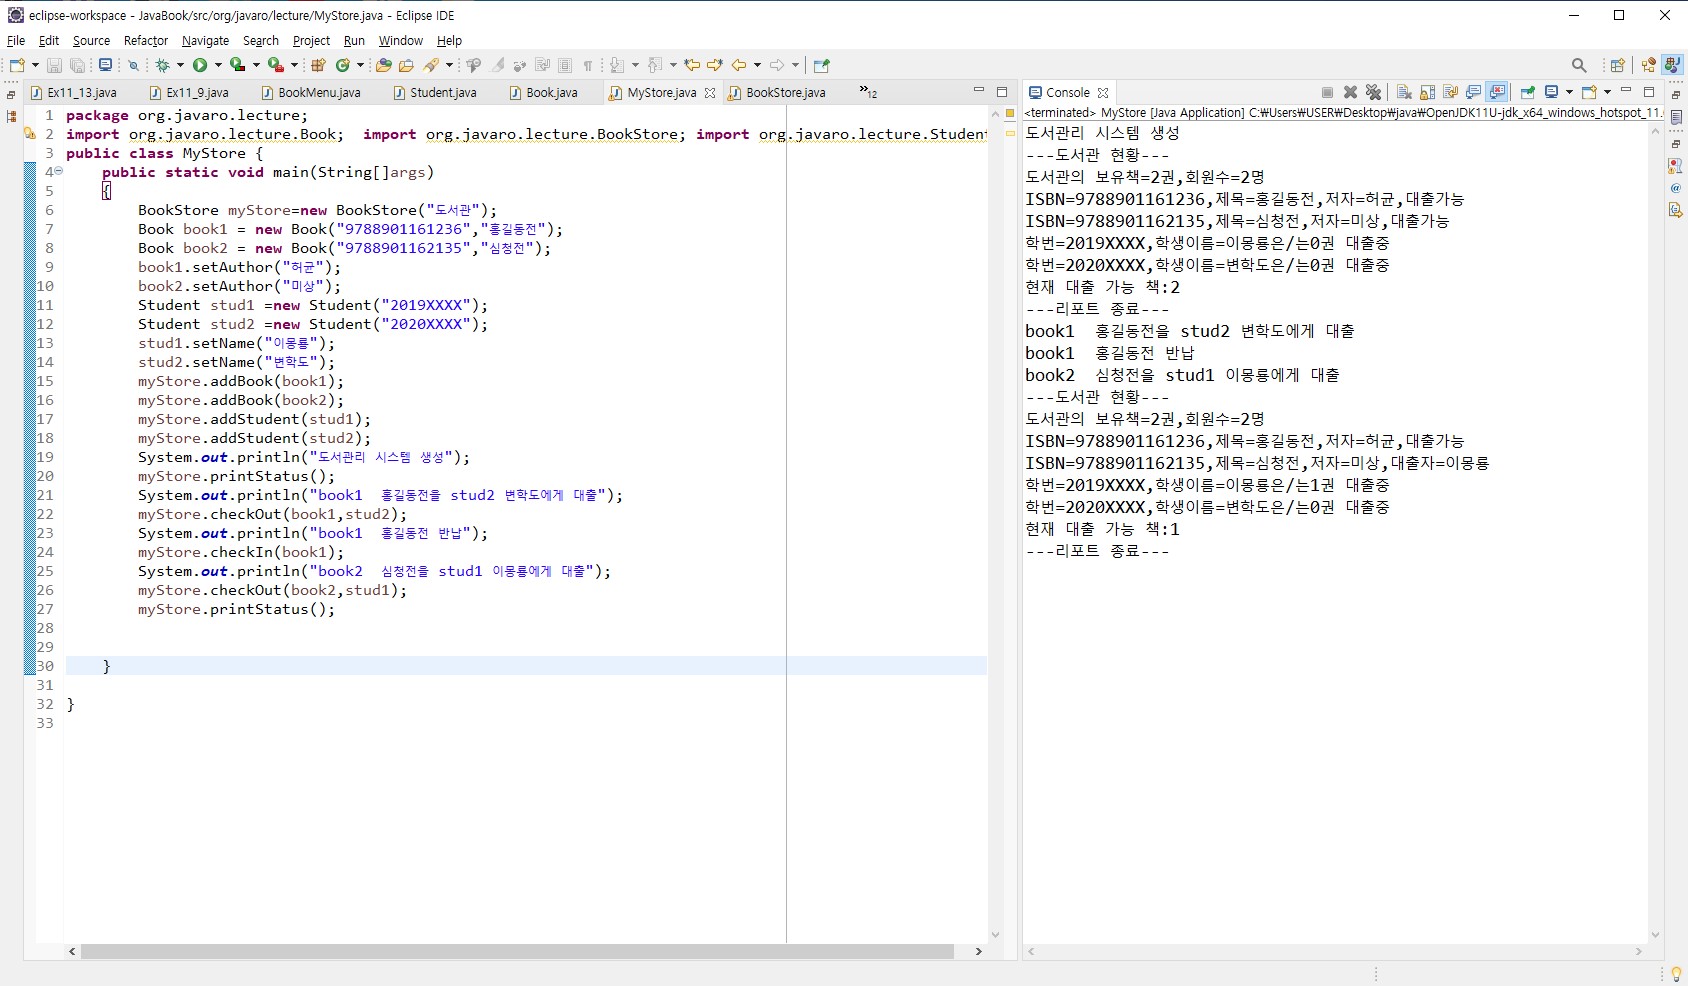 eclipse-workspace - JavaBook/src/org/javaro/lecture/MyStore.java - Eclipse IDE
File Edit Source Refactor Navigate Search Project Run Window Help
Ex11_13.java Ex11_9.java BookMenu.java Student.java Book.java MyStore.java BookStore.java »12
1 package org.javaro.lecture;
2 import org.javaro.lecture.Book;  import org.javaro.lecture.BookStore; import org.javaro.lecture.Student
3 public class MyStore {
4     public static void main(String[]args)
5     {
6         BookStore myStore=new BookStore("도서관");
7         Book book1 = new Book("9788901161236","홍길동전");
8         Book book2 = new Book("9788901162135","심청전");
9         book1.setAuthor("허균");
10         book2.setAuthor("미상");
11         Student stud1 =new Student("2019XXXX");
12         Student stud2 =new Student("2020XXXX");
13         stud1.setName("이몽룡");
14         stud2.setName("변학도");
15         myStore.addBook(book1);
16         myStore.addBook(book2);
17         myStore.addStudent(stud1);
18         myStore.addStudent(stud2);
19         System.out.println("도서관리 시스템 생성");
20         myStore.printStatus();
21         System.out.println("book1  홍길동전을 stud2 변학도에게 대출");
22         myStore.checkOut(book1,stud2);
23         System.out.println("book1  홍길동전 반납");
24         myStore.checkIn(book1);
25         System.out.println("book2  심청전을 stud1 이몽룡에게 대출");
26         myStore.checkOut(book2,stud1);
27         myStore.printStatus();
28
29
30     }
31
32 }
33
Console
<terminated> MyStore [Java Application] C:₩Users₩USER₩Desktop₩java₩OpenJDK11U-jdk_x64_windows_hotspot_11.
도서관리 시스템 생성
---도서관 현황---
도서관의 보유책=2권,회원수=2명
ISBN=9788901161236,제목=홍길동전,저자=허균,대출가능
ISBN=9788901162135,제목=심청전,저자=미상,대출가능
학번=2019XXXX,학생이름=이몽룡은/는0권 대출중
학번=2020XXXX,학생이름=변학도은/는0권 대출중
현재 대출 가능 책:2
---리포트 종료---
book1  홍길동전을 stud2 변학도에게 대출
book1  홍길동전 반납
book2  심청전을 stud1 이몽룡에게 대출
---도서관 현황---
도서관의 보유책=2권,회원수=2명
ISBN=9788901161236,제목=홍길동전,저자=허균,대출가능
ISBN=9788901162135,제목=심청전,저자=미상,대출자=이몽룡
학번=2019XXXX,학생이름=이몽룡은/는1권 대출중
학번=2020XXXX,학생이름=변학도은/는0권 대출중
현재 대출 가능 책:1
---리포트 종료---